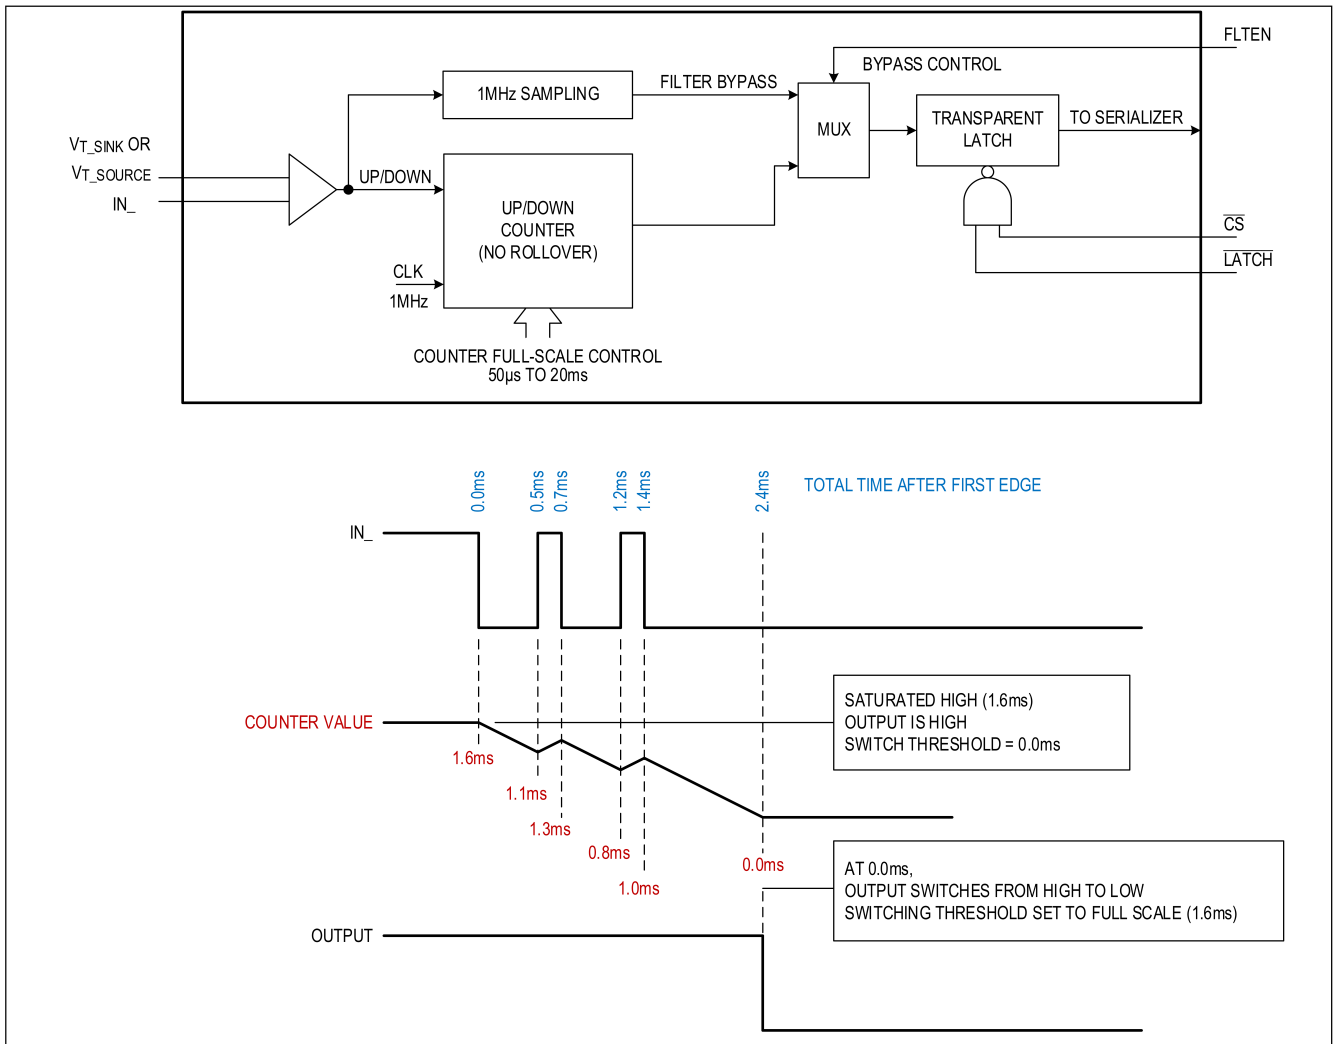 FLTEN
BYPASS CONTROL
1MHz SAMPLING
FILTER BYPASS
MUX
TRANSPARENT
LATCH
TO SERIALIZER
VT_SINK OR
VT_SOURCE
IN_
UP/DOWN
UP/DOWN
COUNTER
(NO ROLLOVER)
CLK
1MHz
CS
LATCH
COUNTER FULL-SCALE CONTROL
50µs TO 20ms
0.0ms
0.5ms
0.7ms
1.2ms
1.4ms
2.4ms
TOTAL TIME AFTER FIRST EDGE
IN_
COUNTER VALUE
1.6ms
1.1ms
1.3ms
0.8ms
1.0ms
0.0ms
SATURATED HIGH (1.6ms)
OUTPUT IS HIGH
SWITCH THRESHOLD = 0.0ms
AT 0.0ms,
OUTPUT SWITCHES FROM HIGH TO LOW
SWITCHING THRESHOLD SET TO FULL SCALE (1.6ms)
OUTPUT